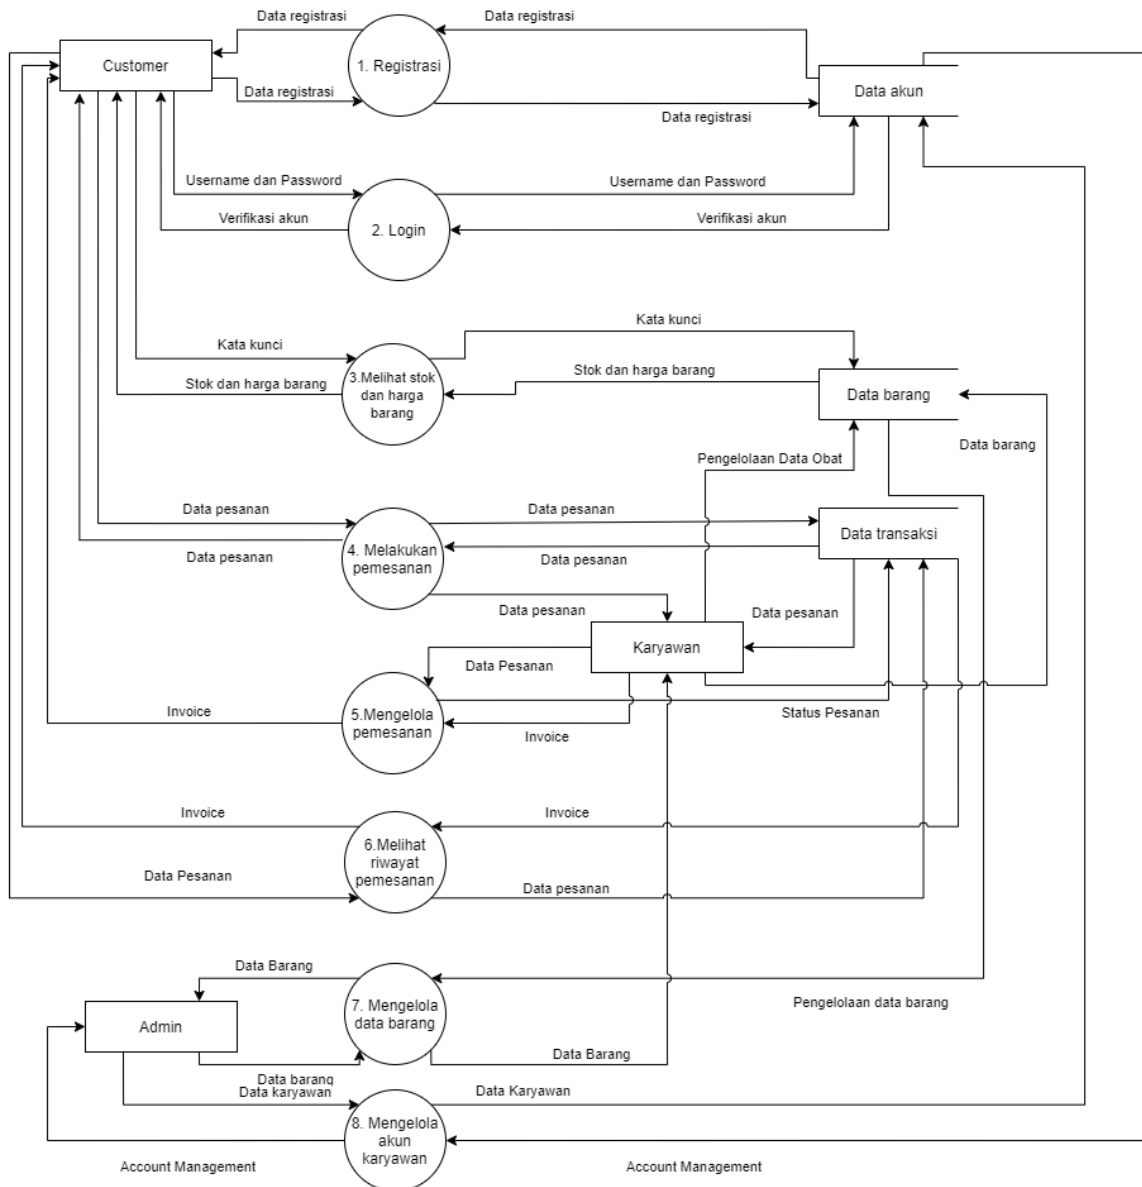 Data registrasi
Data registrasi
Customer
1. Registrasi
Data akun
Data registrasi
Data registrasi
Username dan Password
Username dan Password
Verifikasi akun
Verifikasi akun
2. Login
Kata kunci
Kata kunci
Stok dan harga barang
Stok dan harga barang
3.Melihat stok
dan harga
barang
Data barang
Data barang
Pengelolaan Data Obat
Data pesanan
Data pesanan
Data transaksi
4. Melakukan
pemesanan
Data pesanan
Data pesanan
Data pesanan
Data pesanan
Karyawan
Data Pesanan
5.Mengelola
pemesanan
Invoice
Status Pesanan
Invoice
Invoice
Invoice
6.Melihat
riwayat
pemesanan
Data Pesanan
Data pesanan
Data Barang
7. Mengelola
data barang
Pengelolaan data barang
Admin
Data Barang
Data barang
Data karyawan
Data Karyawan
8. Mengelola
akun
karyawan
Account Management
Account Management